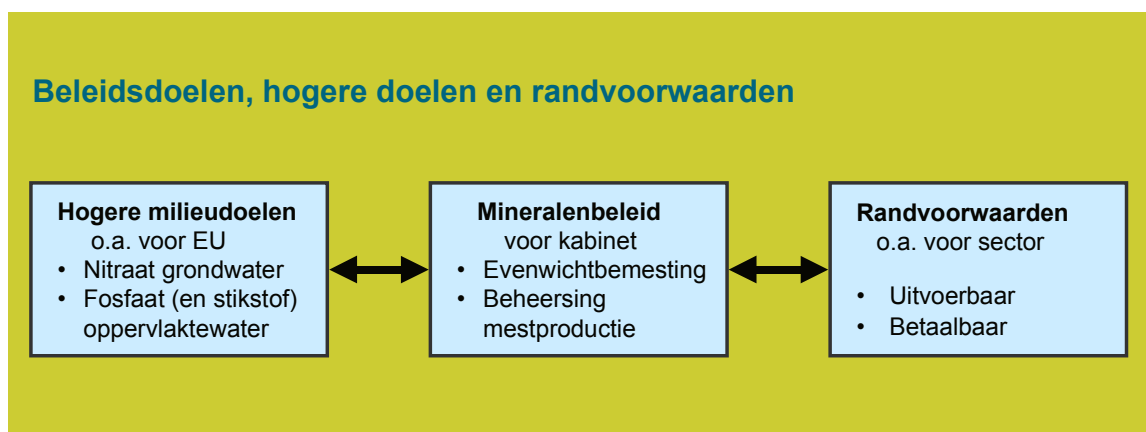 Beleidsdoelen, hogere doelen en randvoorwaarden
Hogere milieudoelen
o.a. voor EU
• Nitraat grondwater
• Fosfaat (en stikstof)
oppervlaktewater
Mineralenbeleid
voor kabinet
• Evenwichtbemesting
• Beheersing
mestproductie
Randvoorwaarden
o.a. voor sector
• Uitvoerbaar
• Betaalbaar